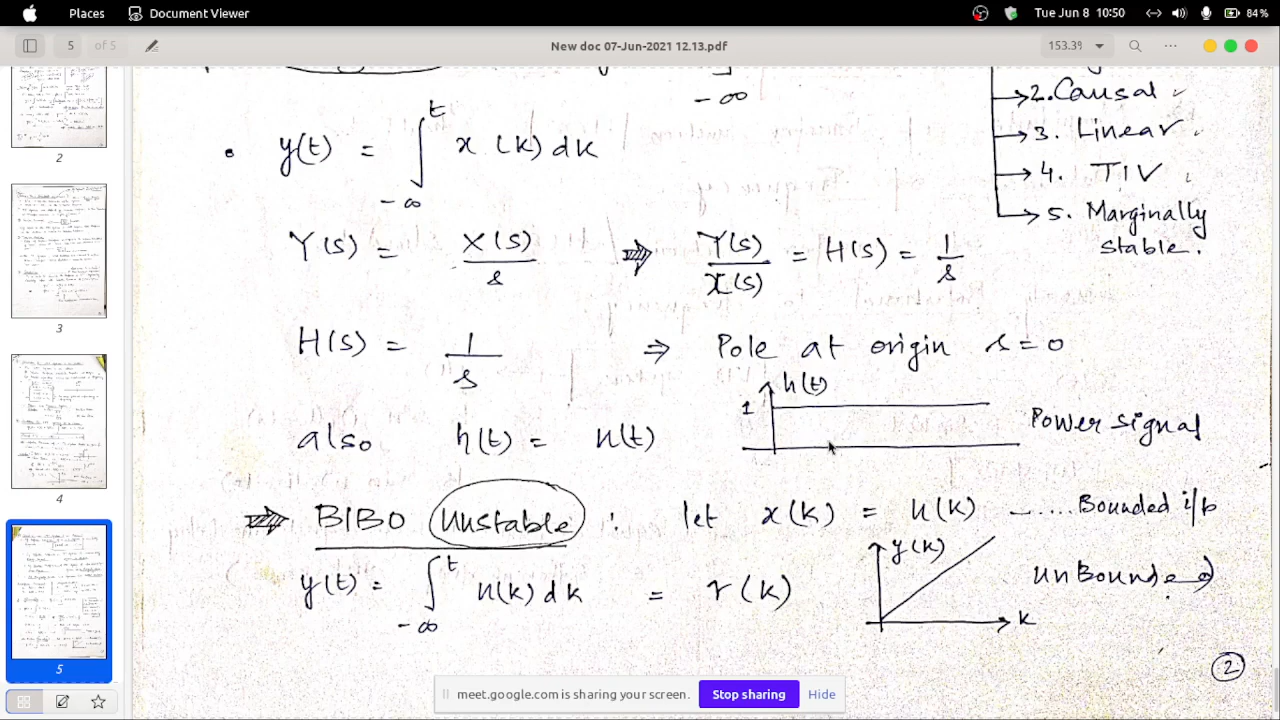 Places Document Viewer Tue Jun 8 10:50 84 %
5 of 5 New doc 07-Jun-2021 12.13.pdf 153.39
2
3
4
5
- ∞
→ 2. Causal
→ 3. Linear
→ 4. TIV
→ 5. Marginally
stable.
• y(t) = ∫ t -∞ x (k) dk
Y(s) = X(s)/s ⇒ Y(s)/X(s) = H(s) = 1/s
H(s) = 1/s ⇒ Pole at origin s = 0
also h(t) = u(t) 1 h(t) Power signal
⇒ BIBO Unstable : let x(k) = u(k) ...... Bounded i/b
y(t) = ∫ t -∞ u(k) dk = r(k) y(k) k UnBounded
2
meet.google.com is sharing your screen. Stop sharing Hide